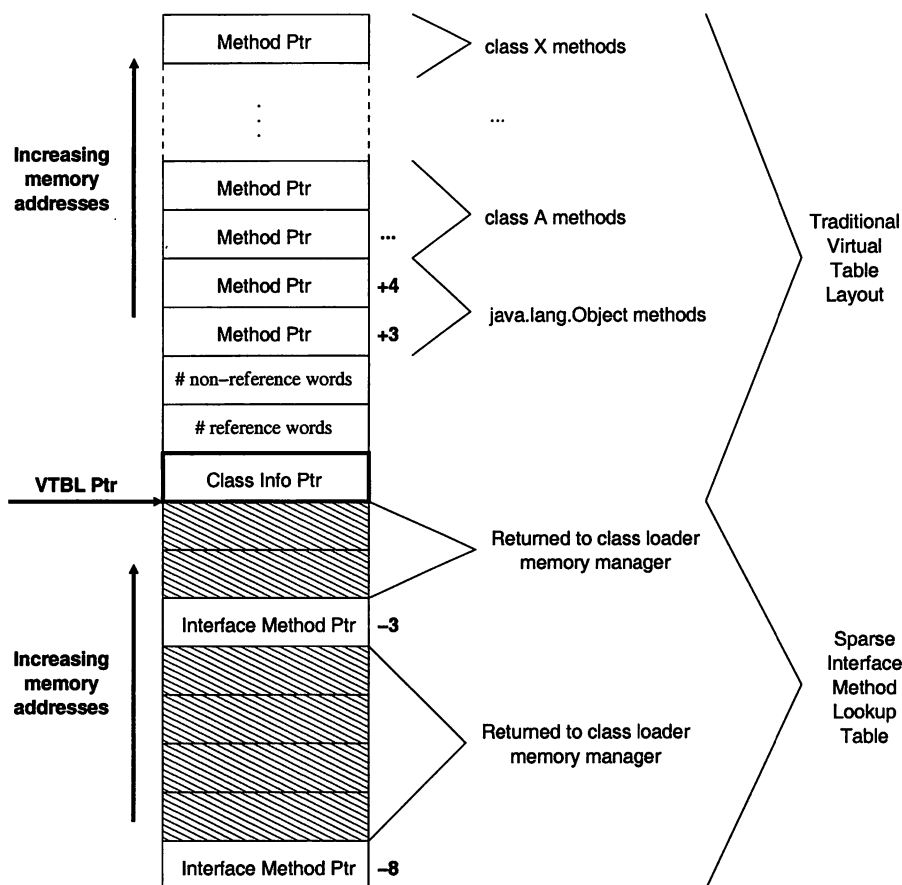 Method Ptr
class X methods
...
Increasing
memory
addresses
Method Ptr
class A methods
Method Ptr
...
Method Ptr
+4
Method Ptr
+3
java.lang.Object methods
Traditional
Virtual
Table
Layout
# non-reference words
# reference words
Class Info Ptr
VTBL Ptr
Returned to class loader
memory manager
Interface Method Ptr
-3
Increasing
memory
addresses
Sparse
Interface
Method
Lookup
Table
Returned to class loader
memory manager
Interface Method Ptr
-8